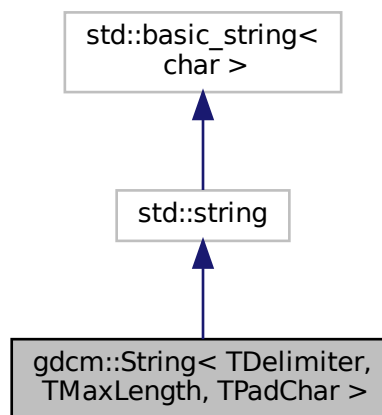 std::basic_string<
char >
std::string
gdcm::String< TDelimiter,
TMaxLength, TPadChar >